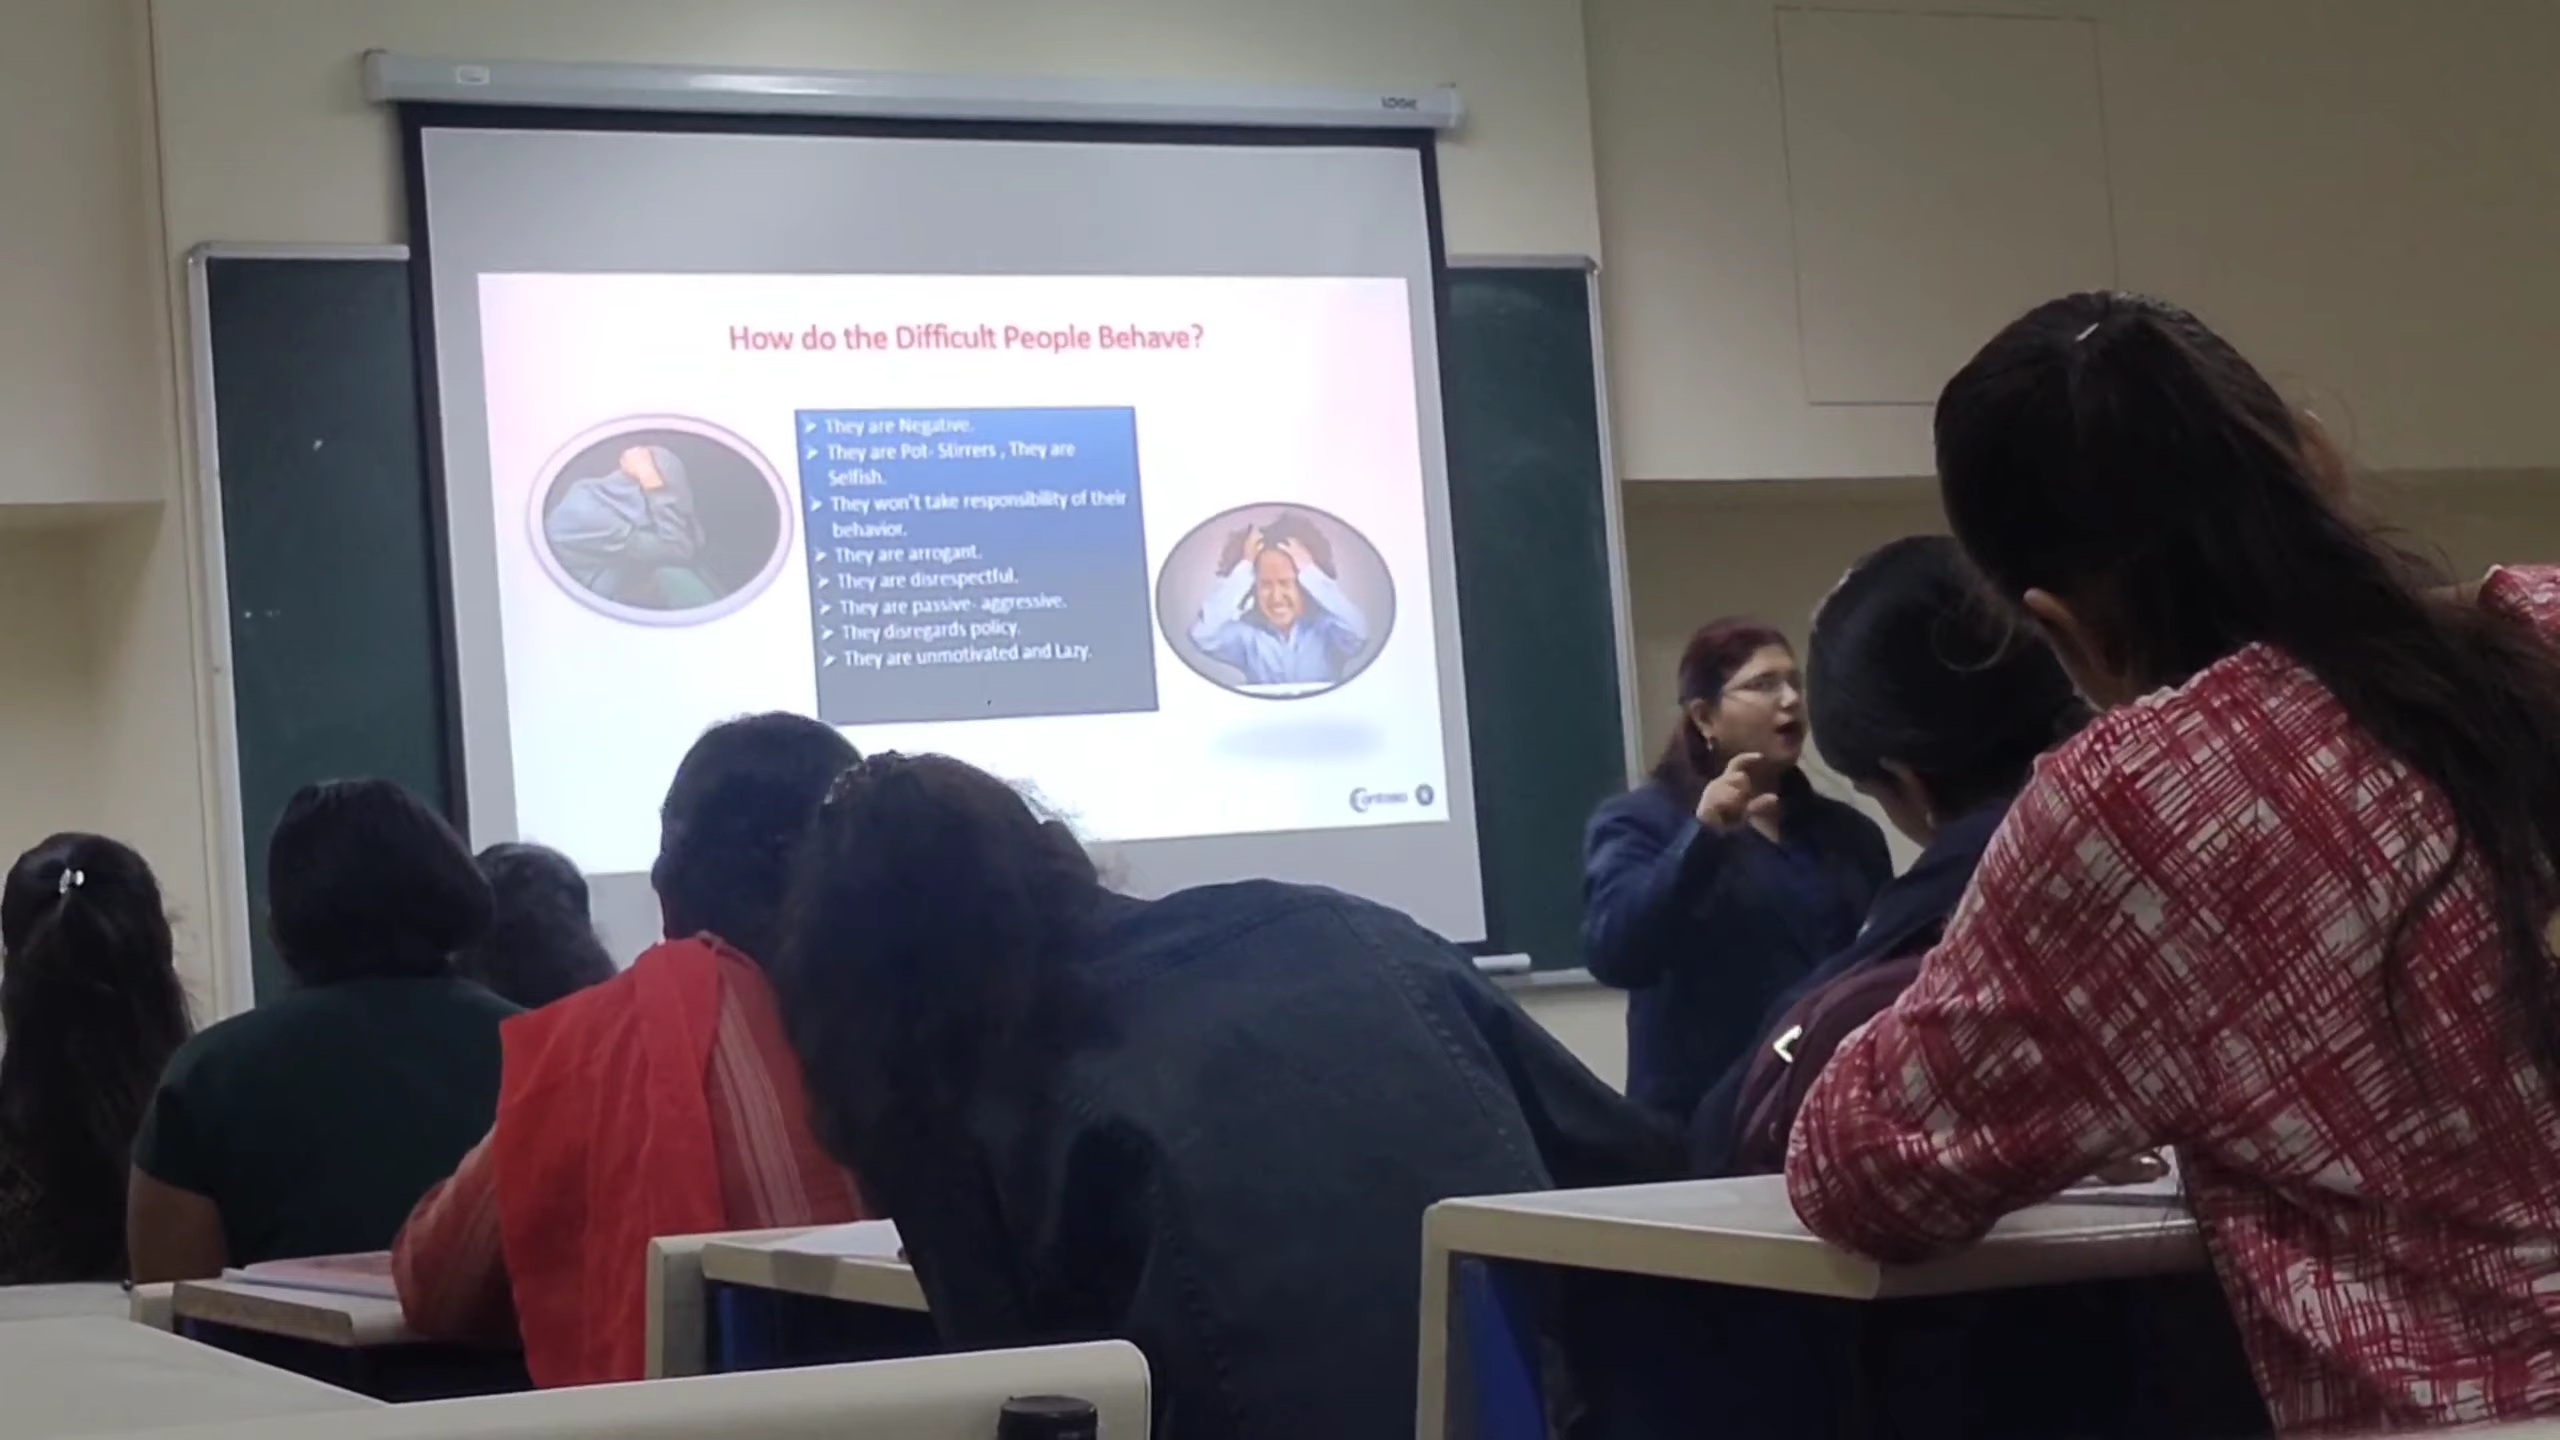 LOGIC
How do the Difficult People Behave?
➢ They are Negative.
➢ They are Pot- Stirrers , They are
Selfish.
➢ They won't take responsibility of their
behavior.
➢ They are arrogant.
➢ They are disrespectful.
➢ They are passive- aggressive.
➢ They disregards policy.
➢ They are unmotivated and Lazy.